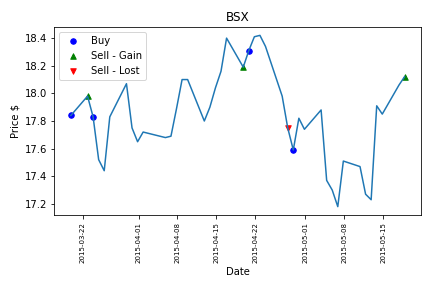 BSX
Buy
Sell - Gain
Sell - Lost
Price $
18.4
18.2
18.0
17.8
17.6
17.4
17.2
2015-03-22
2015-04-01
2015-04-08
2015-04-15
2015-04-22
2015-05-01
2015-05-08
2015-05-15
Date